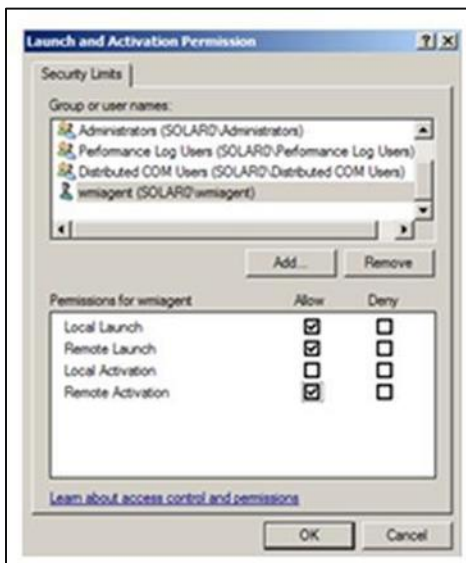 Launch and Activation Permission
Security Limits
Group or user names:
Administrators (SOLAR0\Administrators)
Performance Log Users (SOLAR0\Performance Log Users)
Distributed COM Users (SOLAR0\Distributed COM Users)
wmiagent (SOLAR0\wmiagent)
Add...
Remove
Permissions for wmiagent
Allow
Deny
Local Launch
Remote Launch
Local Activation
Remote Activation
Learn about access control and permissions
OK
Cancel